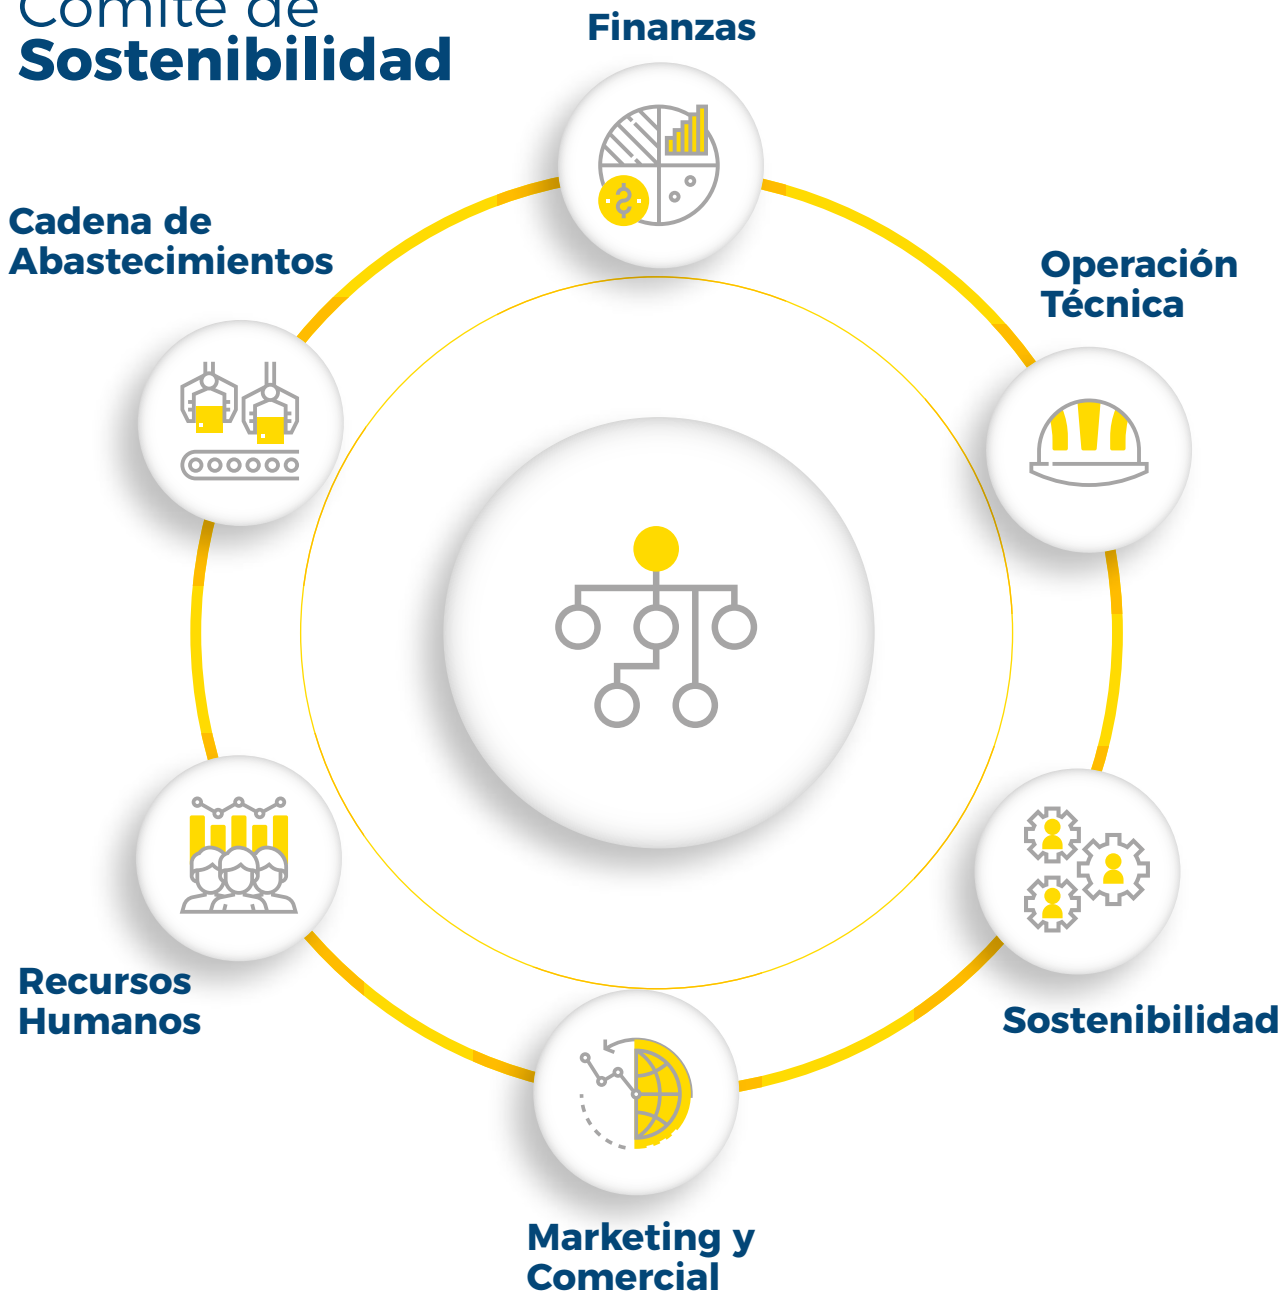 Comité de
Sostenibilidad
Finanzas
Cadena de
Abastecimientos
Operación
Técnica
Recursos
Humanos
Sostenibilidad
Marketing y
Comercial